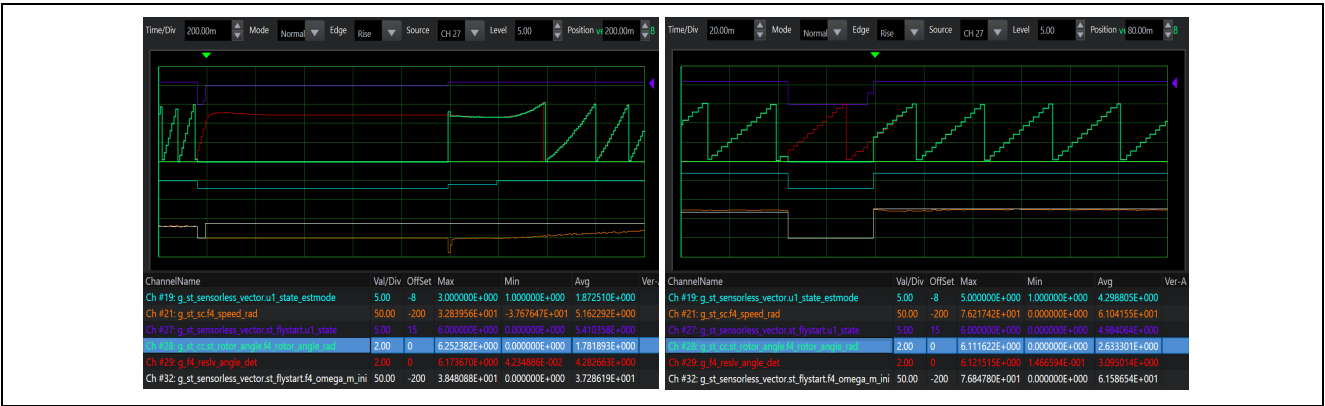 Time/Div 200.00m Mode Normal Edge Rise Source CH 27 Level 5.00 Position 200.00m 8
ChannelName Val/Div OffSet Max Min Avg Ver-
Ch #19: g_st_sensorless_vector.u1_state_estmode 5.00 -8 3.000000E+000 1.000000E+000 1.872510E+000
Ch #21: g_st_sc.f4_speed_rad 50.00 -200 3.283956E+001 -3.767647E+001 5.162292E+000
Ch #27: g_st_sensorless_vector.st_flystart.u1_state 5.00 15 6.000000E+000 0.000000E+000 5.410358E+000
Ch #28: g_st_cc.st_rotor_angle.f4_rotor_angle_rad 2.00 0 6.252382E+000 0.000000E+000 1.781893E+000
Ch #29: g_f4_reslv_angle_det 2.00 0 6.173670E+000 4.234886E-002 4.282663E+000
Ch #32: g_st_sensorless_vector.st_flystart.f4_omega_m_ini 50.00 -200 3.848088E+001 0.000000E+000 3.728619E+001
Time/Div 20.00m Mode Normal Edge Rise Source CH 27 Level 5.00 Position 80.00m 8
ChannelName Val/Div OffSet Max Min Avg Ver-A
Ch #19: g_st_sensorless_vector.u1_state_estmode 5.00 -8 5.000000E+000 1.000000E+000 4.298805E+000
Ch #21: g_st_sc.f4_speed_rad 50.00 -200 7.621742E+001 0.000000E+000 6.104155E+001
Ch #27: g_st_sensorless_vector.st_flystart.u1_state 5.00 15 6.000000E+000 0.000000E+000 4.984064E+000
Ch #28: g_st_cc.st_rotor_angle.f4_rotor_angle_rad 2.00 0 6.111622E+000 0.000000E+000 2.633301E+000
Ch #29: g_f4_reslv_angle_det 2.00 0 6.121515E+000 1.466594E-001 3.095014E+000
Ch #32: g_st_sensorless_vector.st_flystart.f4_omega_m_ini 50.00 -200 7.684780E+001 0.000000E+000 6.158654E+001